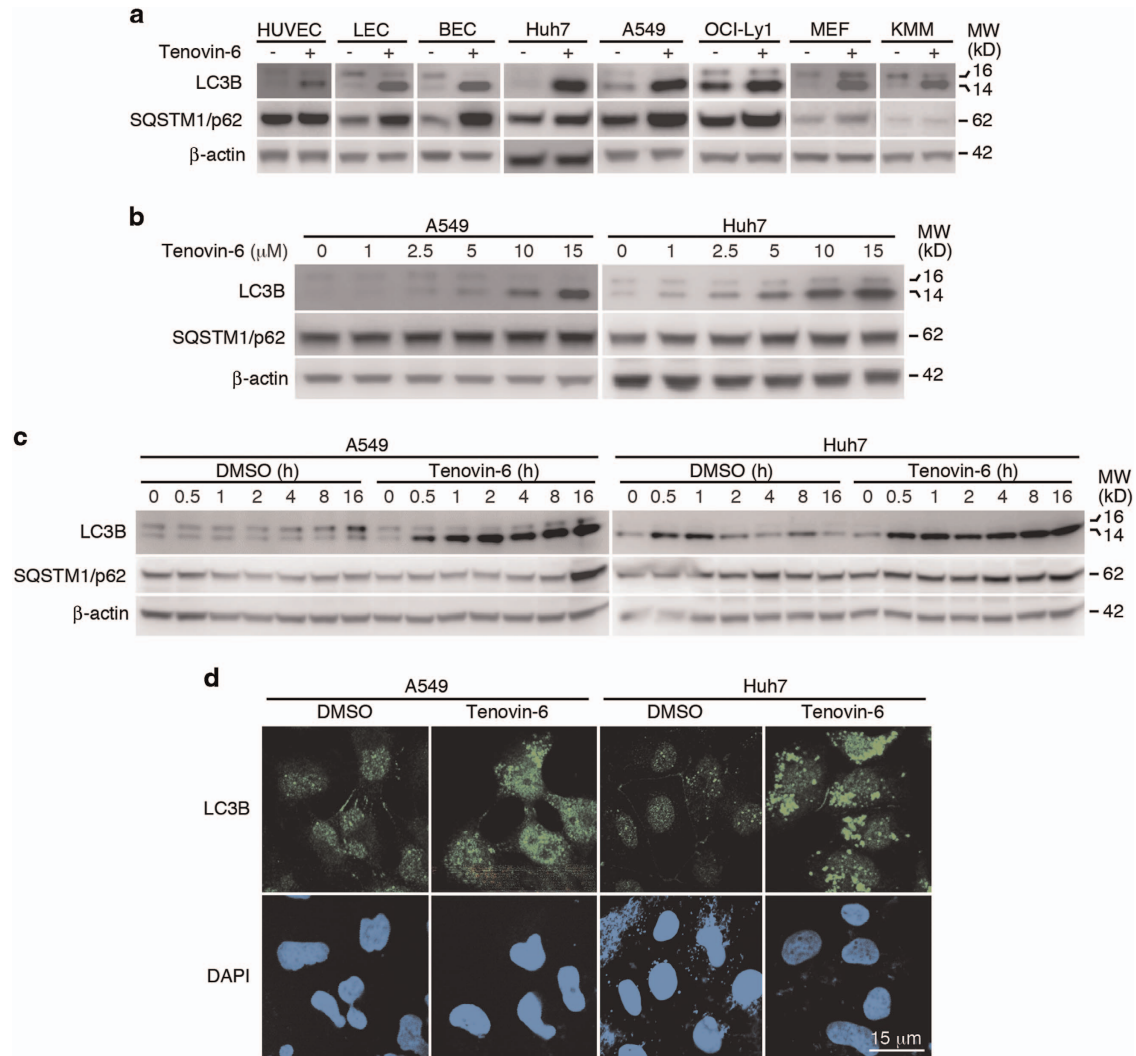 a
HUVEC LEC BEC Huh7 A549 OCI-Ly1 MEF KMM MW (kD)
Tenovin-6 - + - + - + - + - + - + - + - +
LC3B 16 14
SQSTM1/p62 62
β-actin 42
b
A549 Huh7 MW (kD)
Tenovin-6 (μM) 0 1 2.5 5 10 15 0 1 2.5 5 10 15
LC3B 16 14
SQSTM1/p62 62
β-actin 42
c
A549 Huh7
DMSO (h) Tenovin-6 (h) DMSO (h) Tenovin-6 (h) MW (kD)
0 0.5 1 2 4 8 16 0 0.5 1 2 4 8 16 0 0.5 1 2 4 8 16 0 0.5 1 2 4 8 16
LC3B 16 14
SQSTM1/p62 62
β-actin 42
d
A549 Huh7
DMSO Tenovin-6 DMSO Tenovin-6
LC3B
DAPI
15 μm